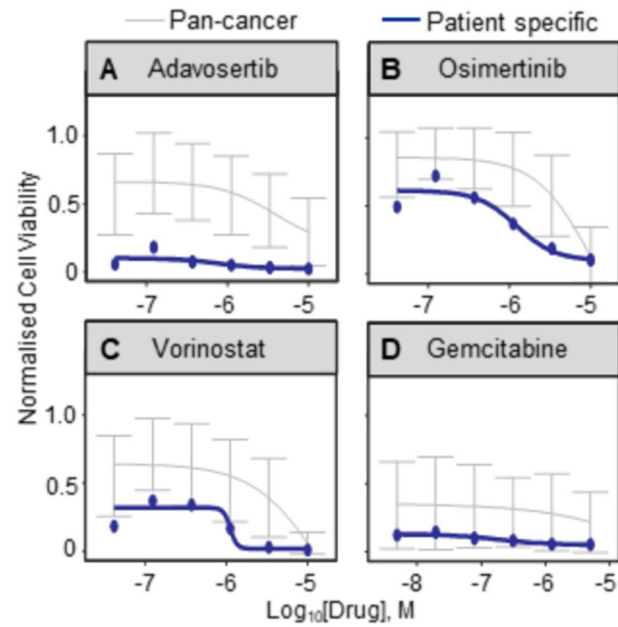 Pan-cancer Patient specific
A Adavosertib
B Osimertinib
1.0
0.5
0
-7 -6 -5
-7 -6 -5
C Vorinostat
D Gemcitabine
1.0
0.5
0
-7 -6 -5
-8 -7 -6 -5
Normalised Cell Viability
Log10[Drug], M